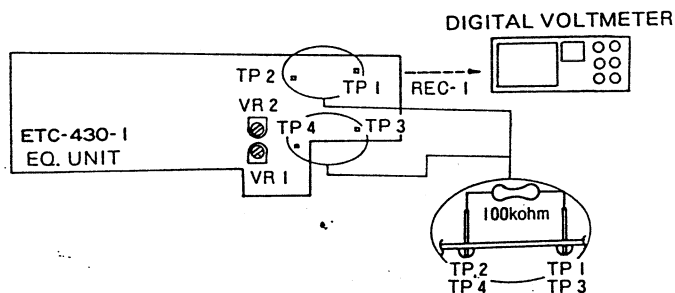 DIGITAL VOLTMETER
TP 2
TP 1
REC-1
VR 2
TP 4
TP 3
ETC-430-1
EQ. UNIT
VR 1
100kohm
TP 2
TP 1
TP 4
TP 3